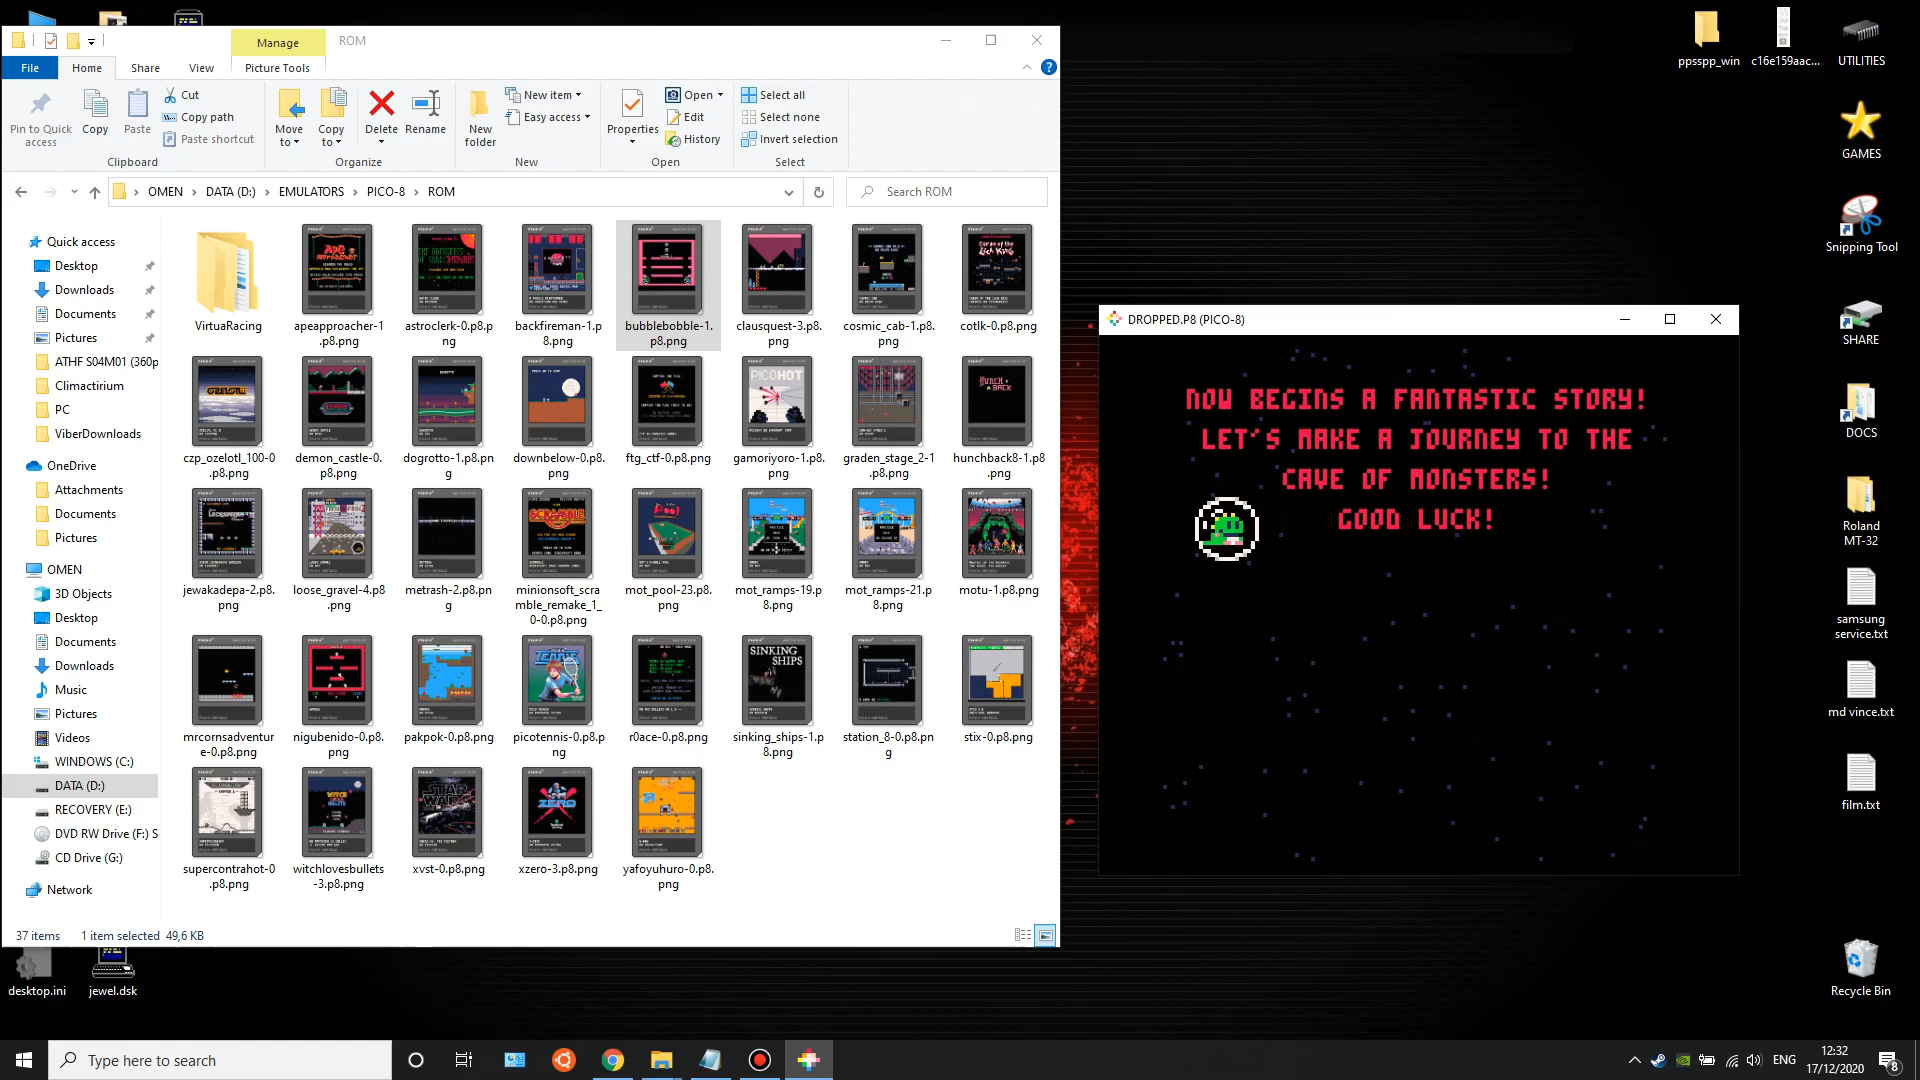 Manage
ROM
File
Home
Share
View
Picture Tools
Pin to Quick access
Copy
Paste
Cut
Copy path
Paste shortcut
Clipboard
Move to
Copy to
Delete
Rename
Organize
New folder
New item
Easy access
New
Properties
Open
Edit
History
Open
Select all
Select none
Invert selection
Select
OMEN
DATA (D:)
EMULATORS
PICO-8
ROM
Search ROM
Quick access
Desktop
Downloads
Documents
Pictures
ATHF S04M01 (360p
Climactirium
PC
ViberDownloads
OneDrive
Attachments
Documents
Pictures
OMEN
3D Objects
Desktop
Documents
Downloads
Music
Pictures
Videos
WINDOWS (C:)
DATA (D:)
RECOVERY (E:)
DVD RW Drive (F:) S
CD Drive (G:)
Network
VirtuaRacing
apeapproacher-1.p8.png
astroclerk-0.p8.png
backfireman-1.p8.png
bubblebobble-1.p8.png
clausquest-3.p8.png
cosmic_cab-1.p8.png
cotlk-0.p8.png
czp_ozelotl_100-0.p8.png
demon_castle-0.p8.png
dogrotto-1.p8.png
downbelow-0.p8.png
ftg_ctf-0.p8.png
gamoriyoro-1.p8.png
graden_stage_2-1.p8.png
hunchback8-1.p8.png
jewakadepa-2.p8.png
loose_gravel-4.p8.png
metrash-2.p8.png
minionsoft_scramble_remake_1_0-0.p8.png
mot_pool-23.p8.png
mot_ramps-19.p8.png
mot_ramps-21.p8.png
motu-1.p8.png
mrcornsadventure-0.p8.png
nigubenido-0.p8.png
pakpok-0.p8.png
picotennis-0.p8.png
r0ace-0.p8.png
sinking_ships-1.p8.png
station_8-0.p8.png
stix-0.p8.png
supercontrahot-0.p8.png
witchlovesbullets-3.p8.png
xvst-0.p8.png
xzero-3.p8.png
yafoyuhuro-0.p8.png
37 items
1 item selected 49,6 KB
DROPPED.P8 (PICO-8)
NOW BEGINS A FANTASTIC STORY!
LET'S MAKE A JOURNEY TO THE
CAVE OF MONSTERS!
GOOD LUCK!
ppsspp_win
c16e159aac...
UTILITIES
GAMES
Snipping Tool
SHARE
DOCS
Roland MT-32
samsung service.txt
md vince.txt
film.txt
Recycle Bin
desktop.ini
jewel.dsk
Type here to search
ENG
12:32
17/12/2020
8